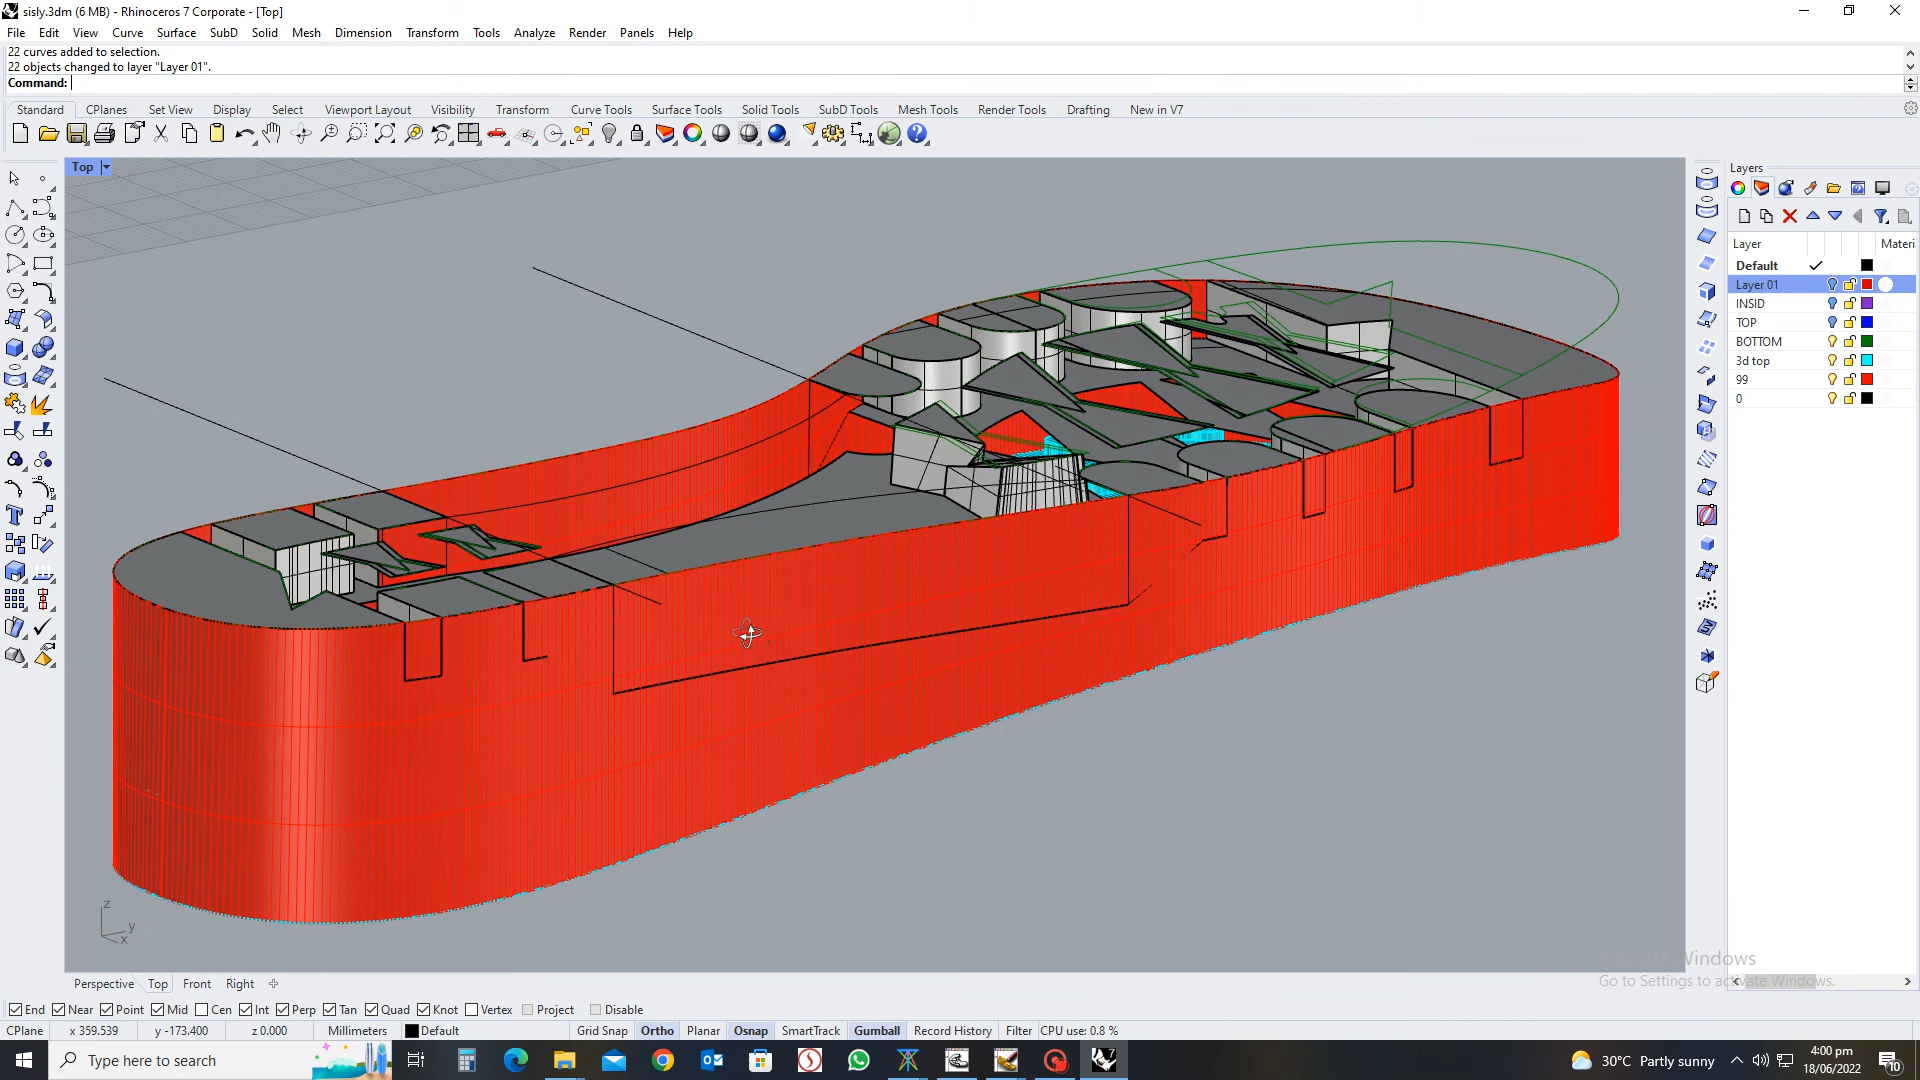 sisly.3dm (6 MB) - Rhinoceros 7 Corporate - [Top]
File Edit View Curve Surface SubD Solid Mesh Dimension Transform Tools Analyze Render Panels Help
22 curves added to selection.
22 objects changed to layer "Layer 01".
Command:
Standard CPlanes Set View Display Select Viewport Layout Visibility Transform Curve Tools Surface Tools Solid Tools SubD Tools Mesh Tools Render Tools Drafting New in V7
Top
Layers
Layer Materi
Default
Layer 01
INSID
TOP
BOTTOM
3d top
99
0
z
y
x
Windows
Go to Settings to activate Windows.
Perspective Top Front Right
End Near Point Mid Cen Int Perp Tan Quad Knot Vertex Project Disable
CPlane x 359.539 y -173.400 z 0.000 Millimeters Default Grid Snap Ortho Planar Osnap SmartTrack Gumball Record History Filter CPU use: 0.8 %
Type here to search
30°C Partly sunny
4:00 pm
18/06/2022
10